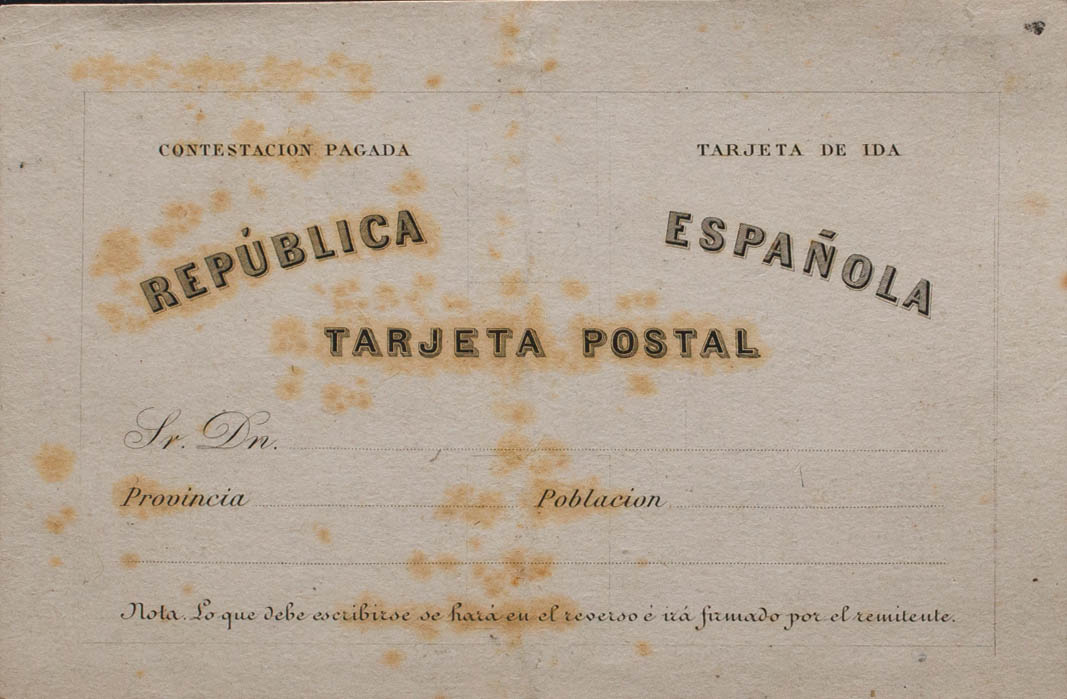 CONTESTACION PAGADA TARJETA DE IDA
REPÚBLICA ESPAÑOLA
TARJETA POSTAL
Sr. Dn.
Provincia Poblacion
Nota. Lo que debe escribirse se hará en el reverso é irá firmado por el remitente.